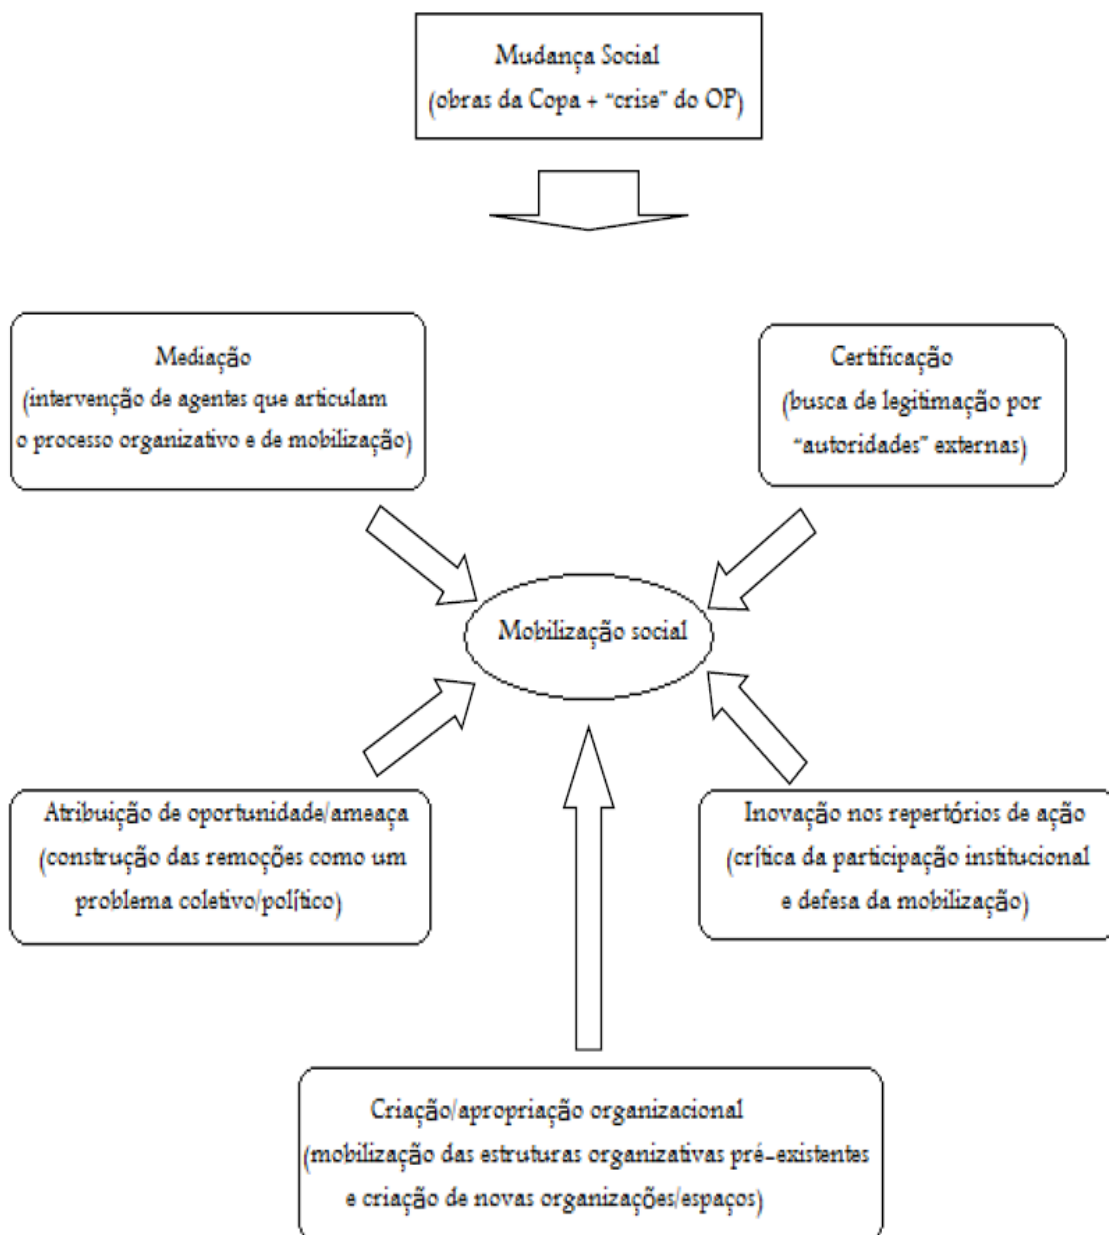 Mudança Social
(obras da Copa + “crise” do OP)
Mediação
(intervenção de agentes que articulam
o processo organizativo e de mobilização)
Certificação
(busca de legitimação por
“autoridades” externas)
Mobilização social
Atribuição de oportunidade/ameaça
(construção das remoções como um
problema coletivo/político)
Inovação nos repertórios de ação
(crítica da participação institucional
e defesa da mobilização)
Criação/apropriação organizacional
(mobilização das estruturas organizativas pré-existentes
e criação de novas organizações/espaços)